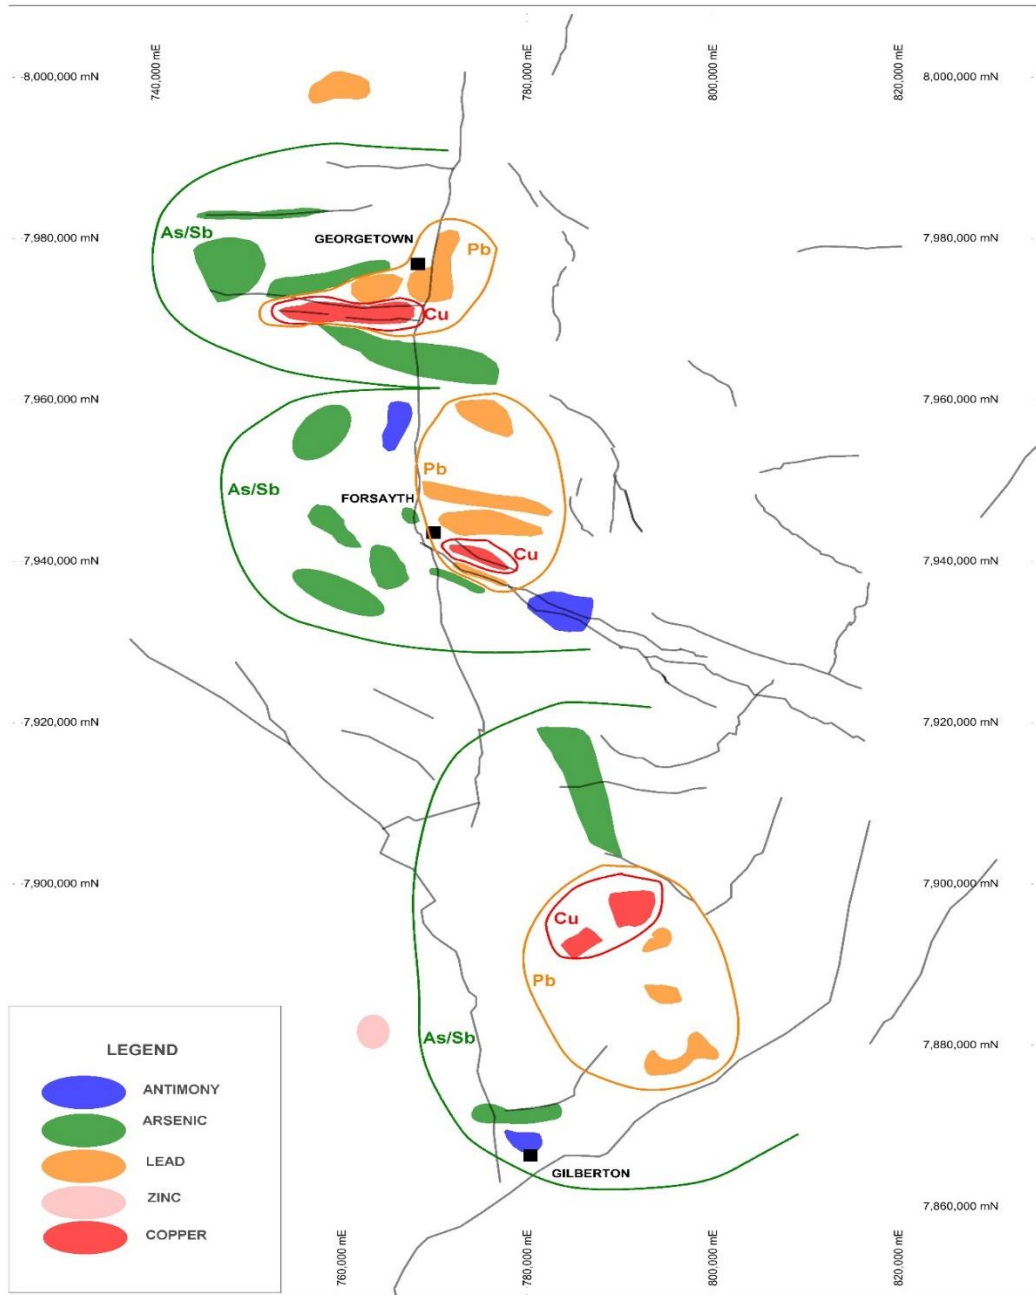 740,000 mE
780,000 mE
800,000 mE
820,000 mE
8,000,000 mN
8,000,000 mN
As/Sb
GEORGETOWN
Pb
7,980,000 mN
7,980,000 mN
Cu
7,960,000 mN
7,960,000 mN
Pb
As/Sb
FORSAYTH
Cu
7,940,000 mN
7,940,000 mN
7,920,000 mN
7,920,000 mN
7,900,000 mN
7,900,000 mN
Cu
Pb
As/Sb
7,880,000 mN
GILBERTON
7,860,000 mN
760,000 mE
780,000 mE
800,000 mE
820,000 mE
LEGEND
ANTIMONY
ARSENIC
LEAD
ZINC
COPPER